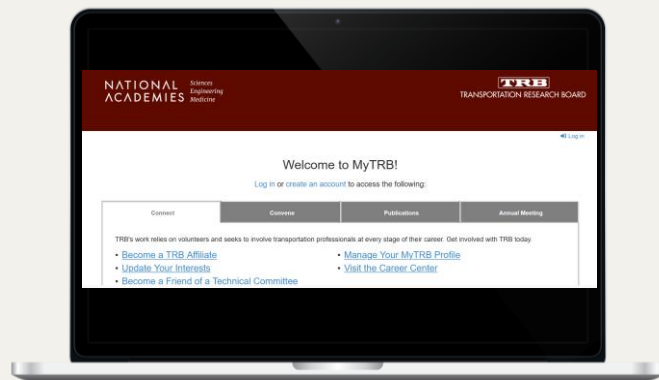 NATIONAL ACADEMIES
Sciences
Engineering
Medicine
TRB
TRANSPORTATION RESEARCH BOARD
Log in
Welcome to MyTRB!
Log in or create an account to access the following:
Connect Convene Publications Annual Meeting
TRB's work relies on volunteers and seeks to involve transportation professionals at every stage of their career. Get involved with TRB today.
• Become a TRB Affiliate
• Update Your Interests
• Become a Friend of a Technical Committee
• Manage Your MyTRB Profile
• Visit the Career Center